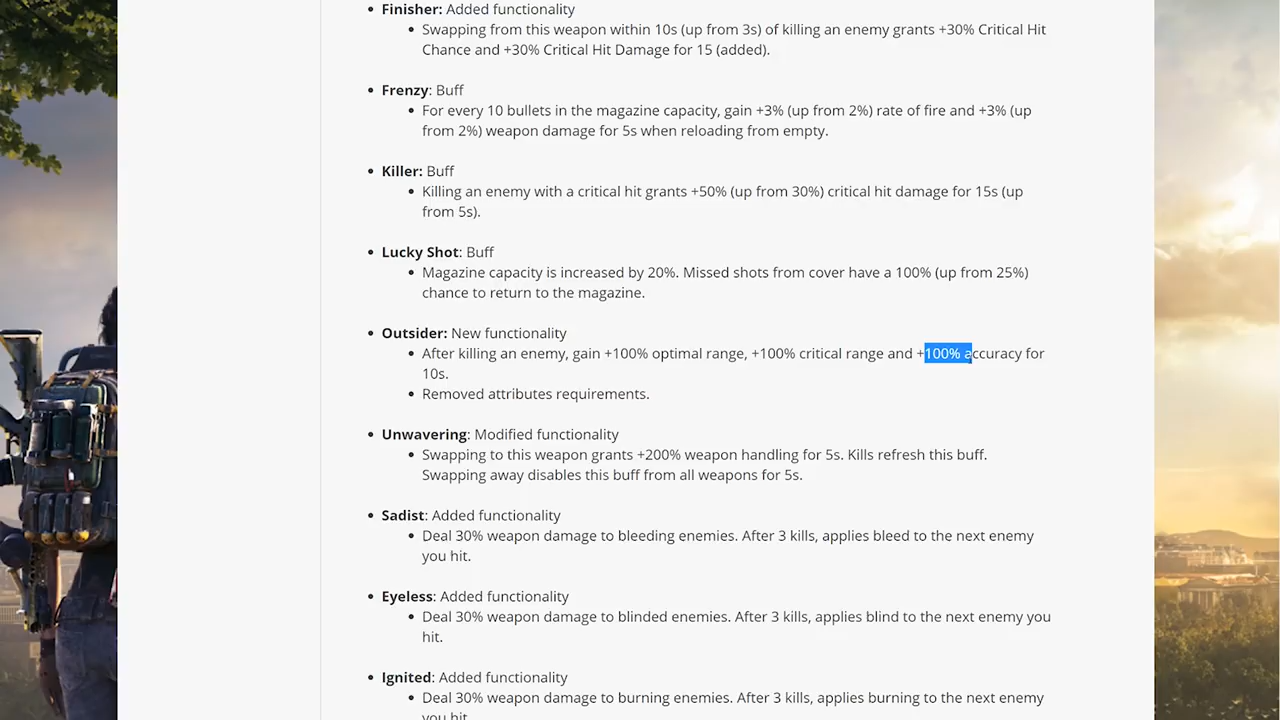 Finisher: Added functionality
Swapping from this weapon within 10s (up from 3s) of killing an enemy grants +30% Critical Hit
Chance and +30% Critical Hit Damage for 15 (added).
Frenzy: Buff
For every 10 bullets in the magazine capacity, gain +3% (up from 2%) rate of fire and +3% (up
from 2%) weapon damage for 5s when reloading from empty.
Killer: Buff
Killing an enemy with a critical hit grants +50% (up from 30%) critical hit damage for 15s (up
from 5s).
Lucky Shot: Buff
Magazine capacity is increased by 20%. Missed shots from cover have a 100% (up from 25%)
chance to return to the magazine.
Outsider: New functionality
After killing an enemy, gain +100% optimal range, +100% critical range and +100% accuracy for
10s.
Removed attributes requirements.
Unwavering: Modified functionality
Swapping to this weapon grants +200% weapon handling for 5s. Kills refresh this buff.
Swapping away disables this buff from all weapons for 5s.
Sadist: Added functionality
Deal 30% weapon damage to bleeding enemies. After 3 kills, applies bleed to the next enemy
you hit.
Eyeless: Added functionality
Deal 30% weapon damage to blinded enemies. After 3 kills, applies blind to the next enemy you
hit.
Ignited: Added functionality
Deal 30% weapon damage to burning enemies. After 3 kills, applies burning to the next enemy
you hit.